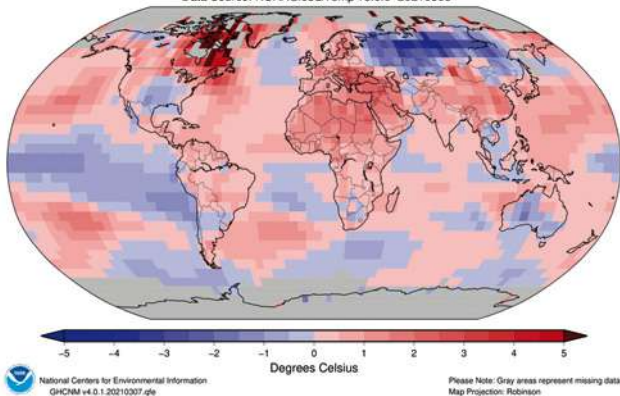 -5 -4 -3 -2 -1 0 1 2 3 4 5
Degrees Celsius
National Centers for Environmental Information
GHCNM v4.0.1.20210307.qfe
Please Note: Gray areas represent missing data
Map Projection: Robinson